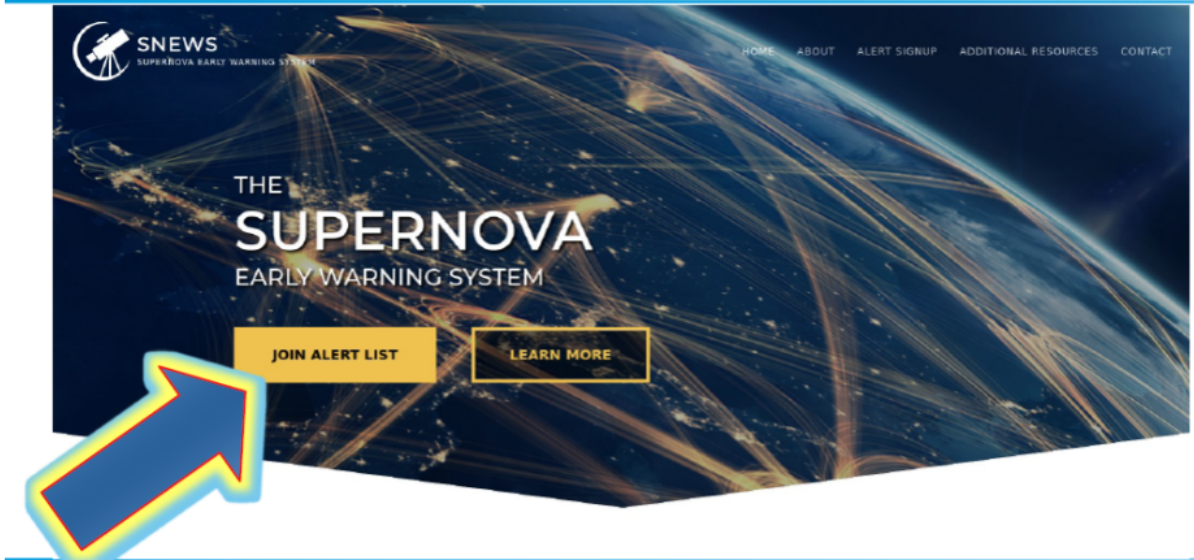 SNEWS
SUPERNOVA EARLY WARNING SYSTEM
HOME ABOUT ALERT SIGNUP ADDITIONAL RESOURCES CONTACT
THE
SUPERNOVA
EARLY WARNING SYSTEM
JOIN ALERT LIST LEARN MORE